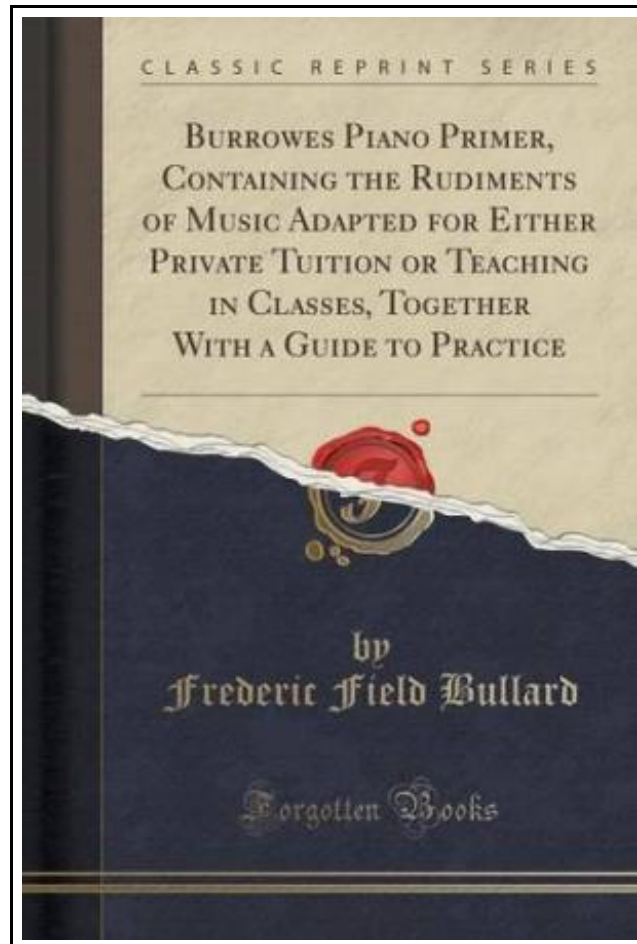 CLASSIC REPRINT SERIES
BURROWES PIANO PRIMER,
CONTAINING THE RUDIMENTS
OF MUSIC ADAPTED FOR EITHER
PRIVATE TUITION OR TEACHING
IN CLASSES, TOGETHER
WITH A GUIDE TO PRACTICE
by
Frederic Field Bullard
Forgotten Books